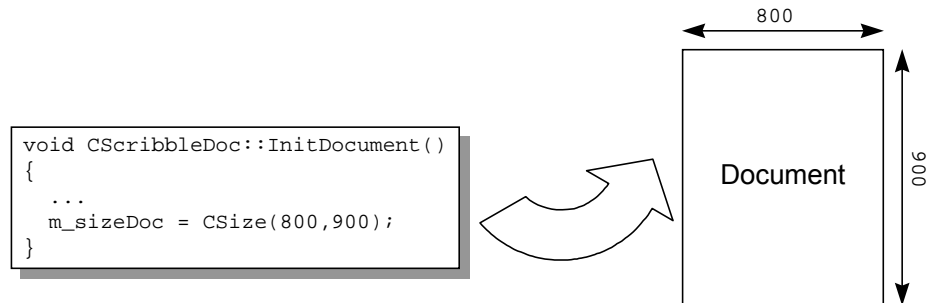 800
void CScribbleDoc::InitDocument()
{
  ...
  m_sizeDoc = CSize(800,900);
}
Document
900